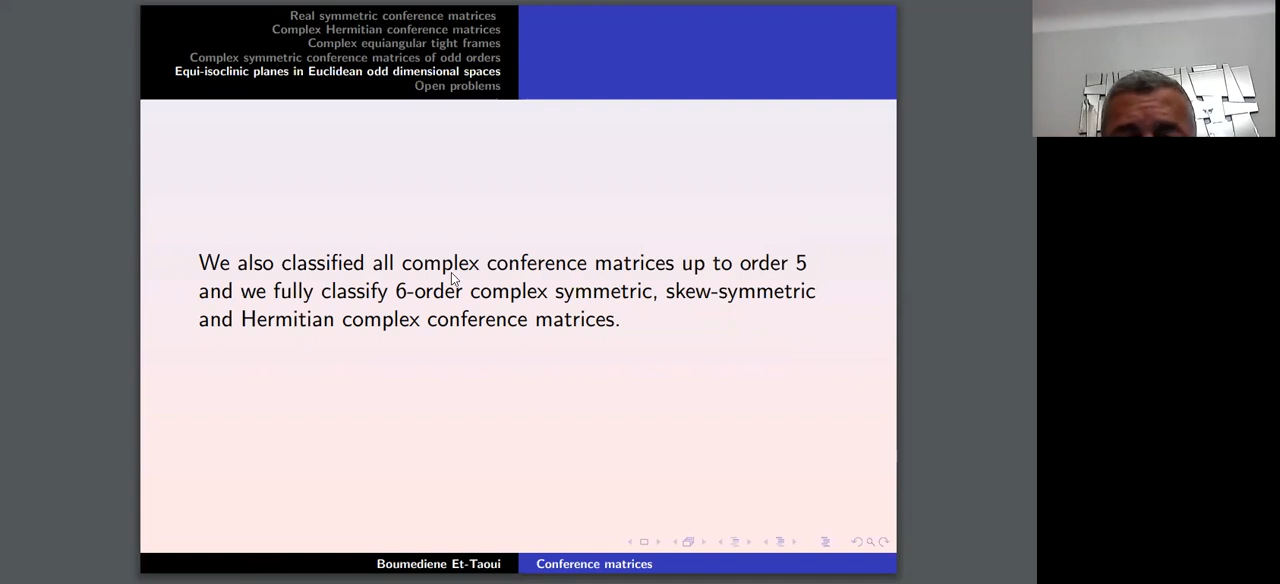 Real symmetric conference matrices
Complex Hermitian conference matrices
Complex equiangular tight frames
Complex symmetric conference matrices of odd orders
Equi-isoclinic planes in Euclidean odd dimensional spaces
Open problems
We also classified all complex conference matrices up to order 5
and we fully classify 6-order complex symmetric, skew-symmetric
and Hermitian complex conference matrices.
Boumediene Et-Taoui
Conference matrices